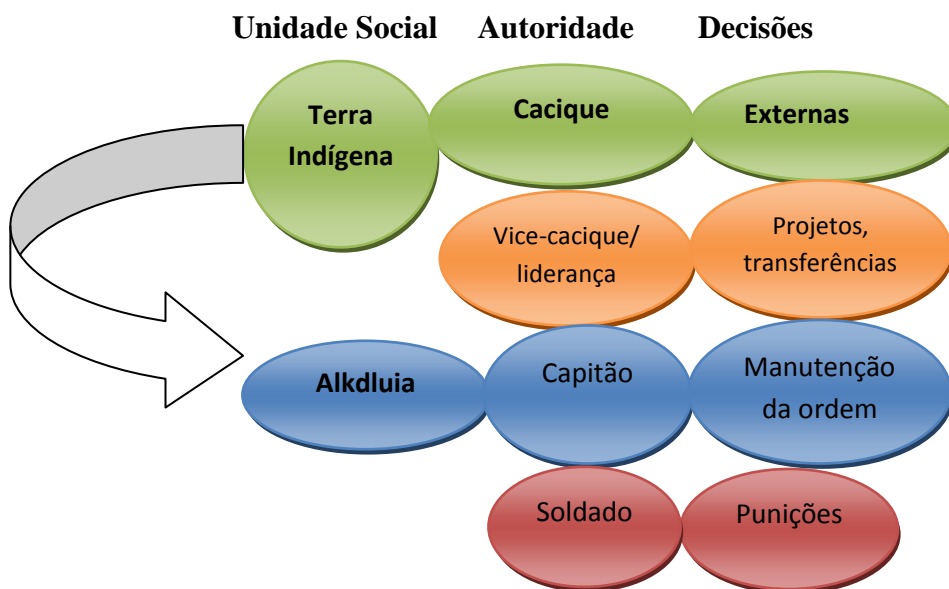 Unidade Social Autoridade Decisões
Terra
Indígena
Cacique
Externas
Vice-cacique/
liderança
Projetos,
transferências
Alkdluia
Capitão
Manutenção
da ordem
Soldado
Punições